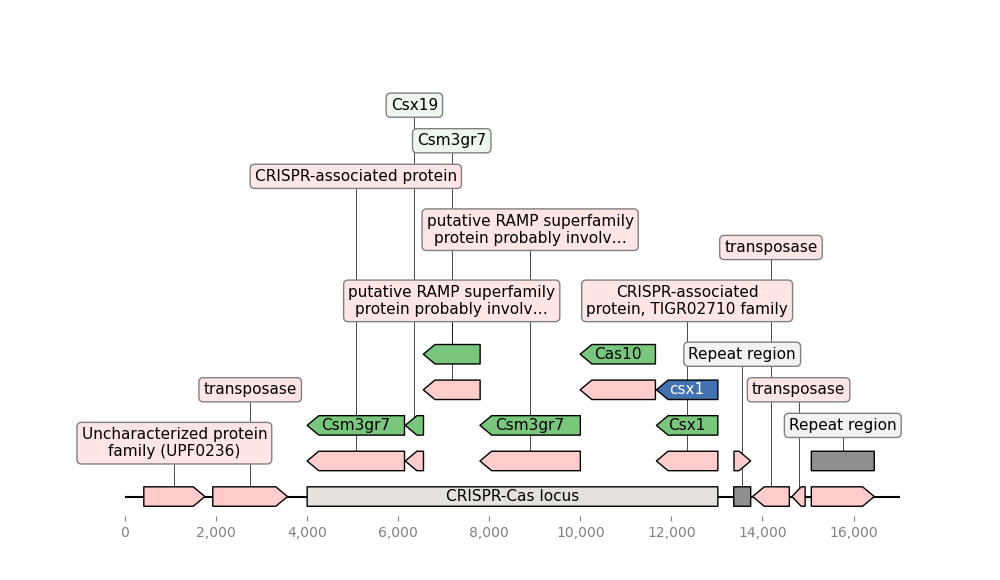 Csx19
Csm3gr7
CRISPR-associated protein
putative RAMP superfamily
protein probably involv…
transposase
putative RAMP superfamily
protein probably involv…
CRISPR-associated
protein, TIGR02710 family
Cas10
Repeat region
transposase
csx1
transposase
Uncharacterized protein
family (UPF0236)
Csm3gr7
Csm3gr7
Csx1
Repeat region
CRISPR-Cas locus
0
2,000
4,000
6,000
8,000
10,000
12,000
14,000
16,000